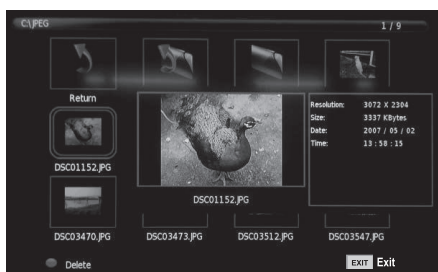 C:\JPEG
1 / 9
Return
Resolution: 3072 X 2304
Size: 3337 KBytes
Date: 2007 / 05 / 02
Time: 13 : 58 : 15
DSC01152.JPG
DSC01152.JPG
DSC03470.JPG DSC03473.JPG DSC03512.JPG DSC03547.JPG
Delete
EXIT Exit